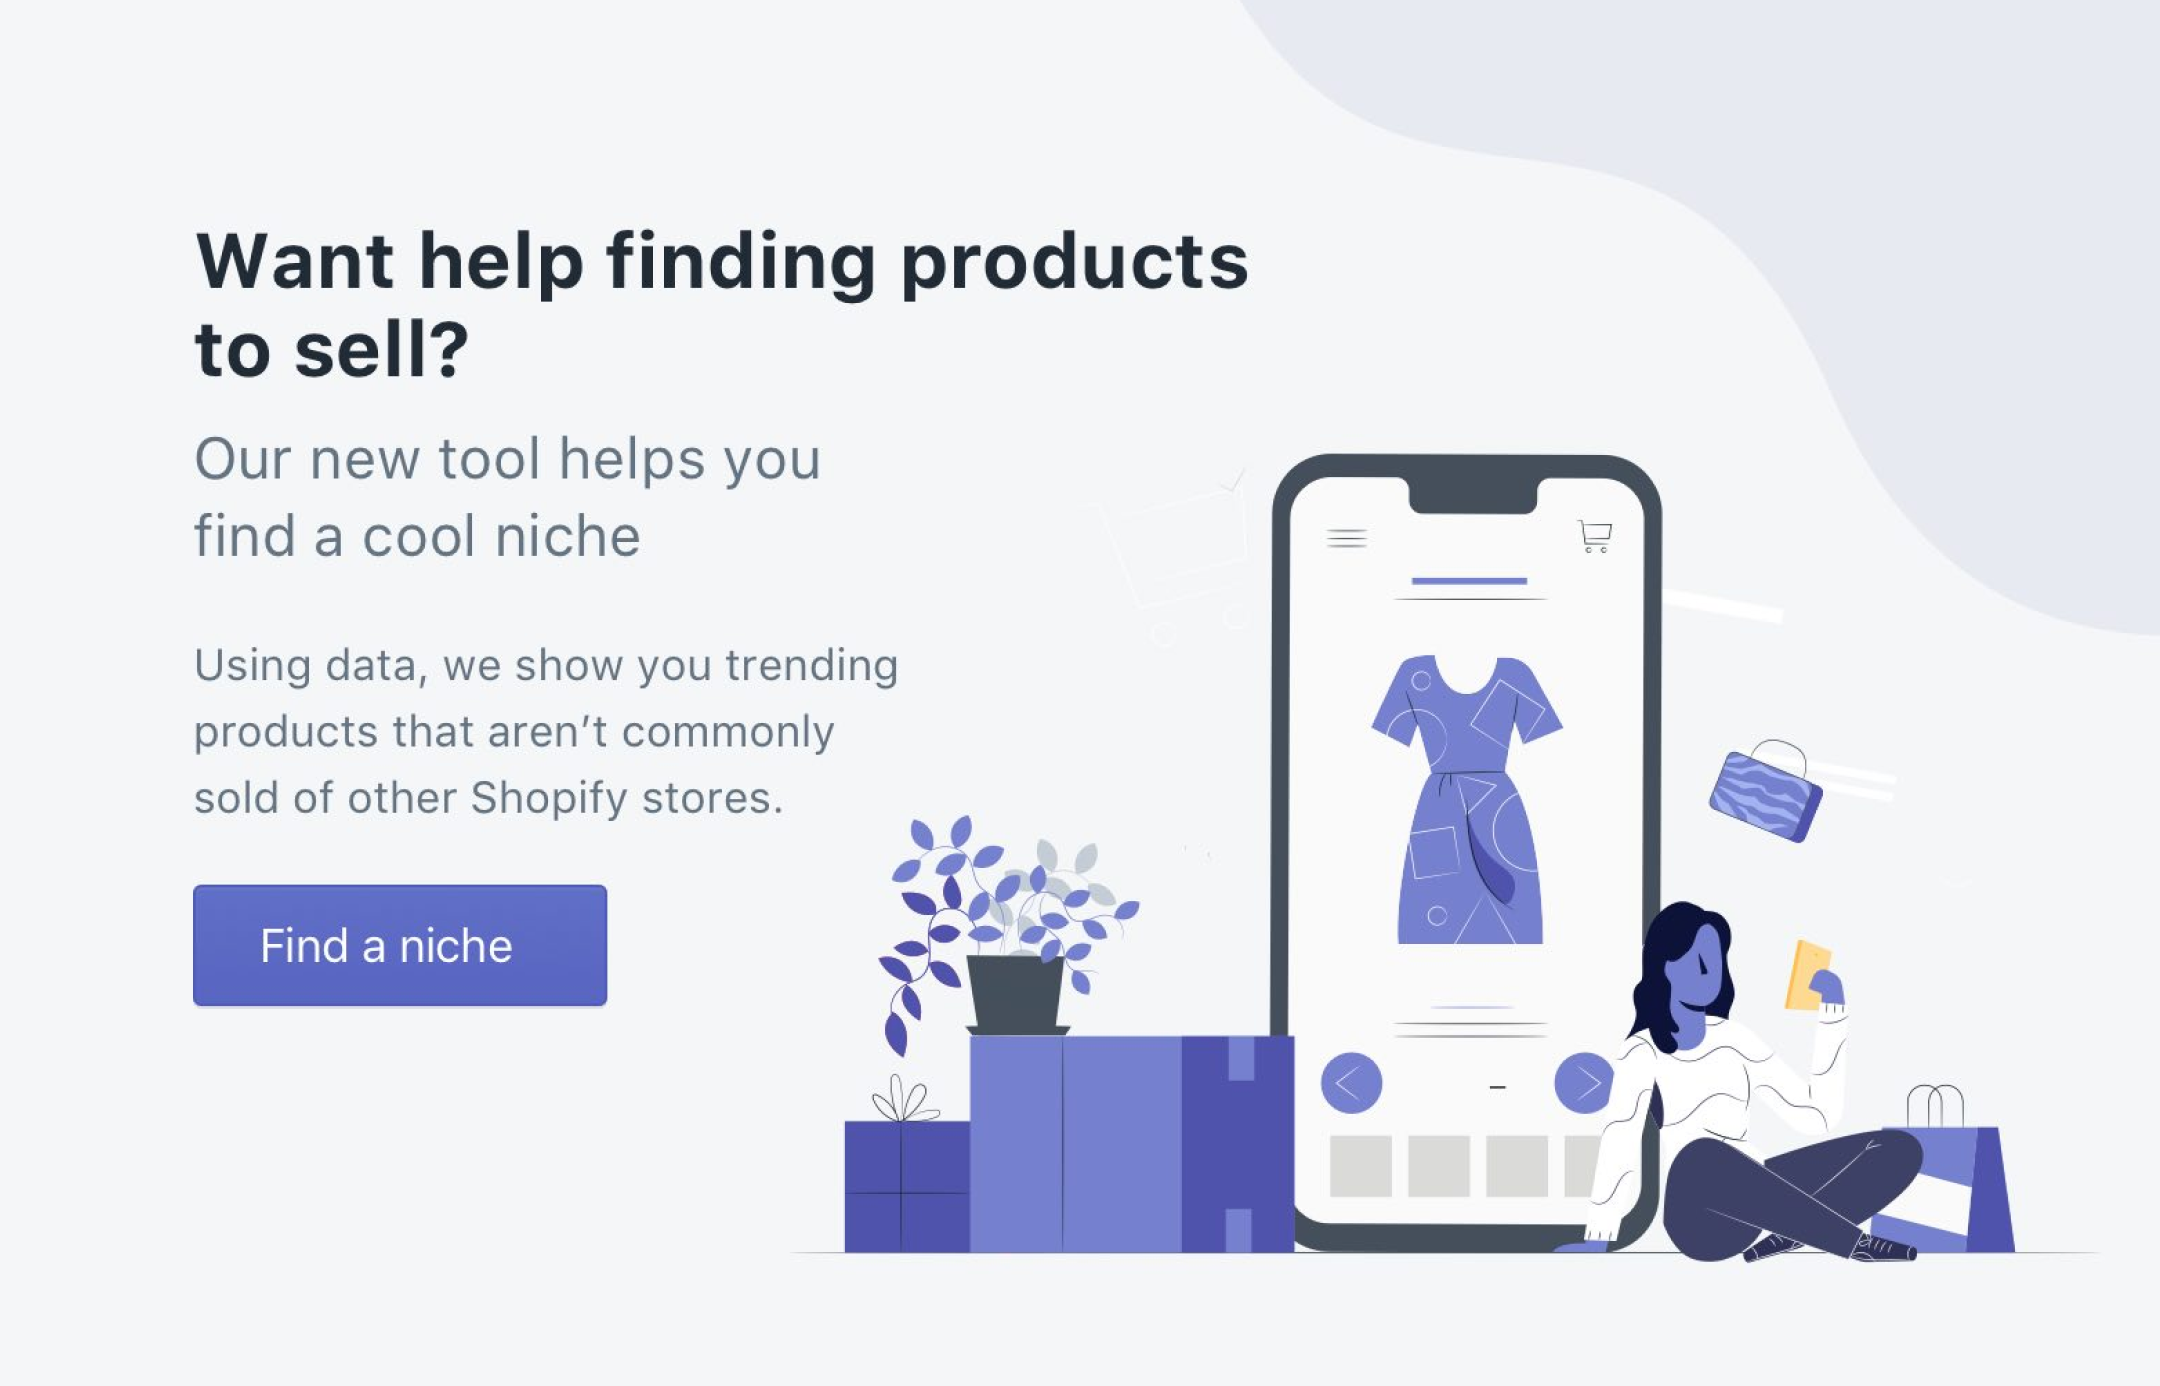 Want help finding products
to sell?
Our new tool helps you
find a cool niche
Using data, we show you trending
products that aren’t commonly
sold of other Shopify stores.
Find a niche